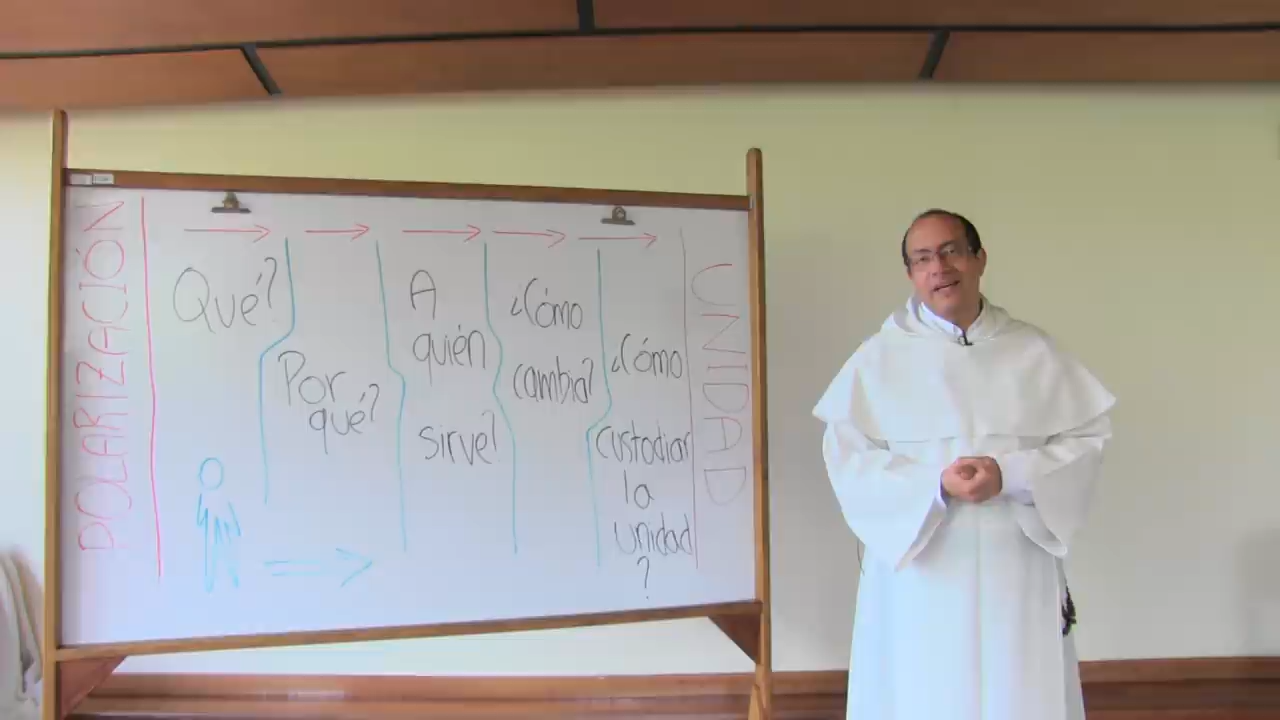 POLARIZACIÓN
Qué?
Por
qué?
A
quién
sirve?
¿Cómo
cambia?
¿Cómo
custodiar
la
unidad
?
UNIDAD